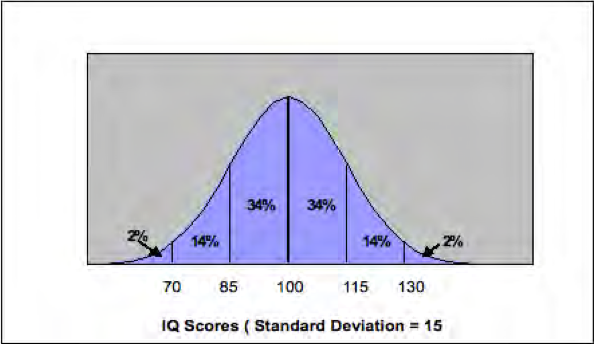 34% 34%
2% 14% 14% 2%
70 85 100 115 130
IQ Scores ( Standard Deviation = 15